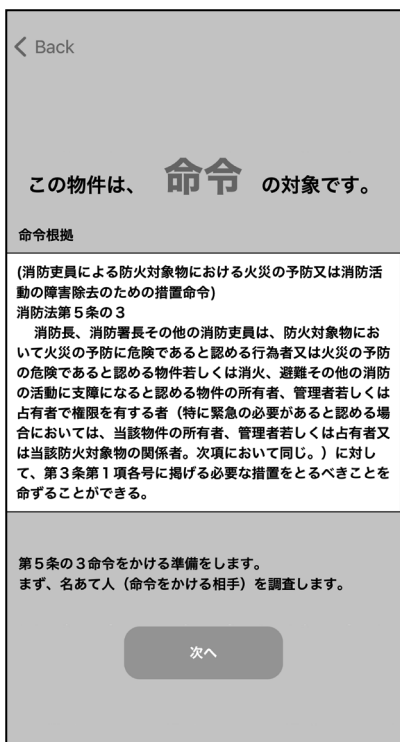 Back
この物件は、 命令 の対象です。
命令根拠
(消防吏員による防火対象物における火災の予防又は消防活
動の障害除去のための措置命令)
消防法第５条の３
　消防長、消防署長その他の消防吏員は、防火対象物にお
いて火災の予防に危険であると認める行為者又は火災の予防
の危険であると認める物件若しくは消火、避難その他の消防
の活動に支障になると認める物件の所有者、管理者若しくは
占有者で権限を有する者（特に緊急の必要があると認める場
合においては、当該物件の所有者、管理者若しくは占有者又
は当該防火対象物の関係者。次項において同じ。）に対し
て、第３条第１項各号に掲げる必要な措置をとるべきことを
命ずることができる。
第５条の３命令をかける準備をします。
まず、名あて人（命令をかける相手）を調査します。
次へ